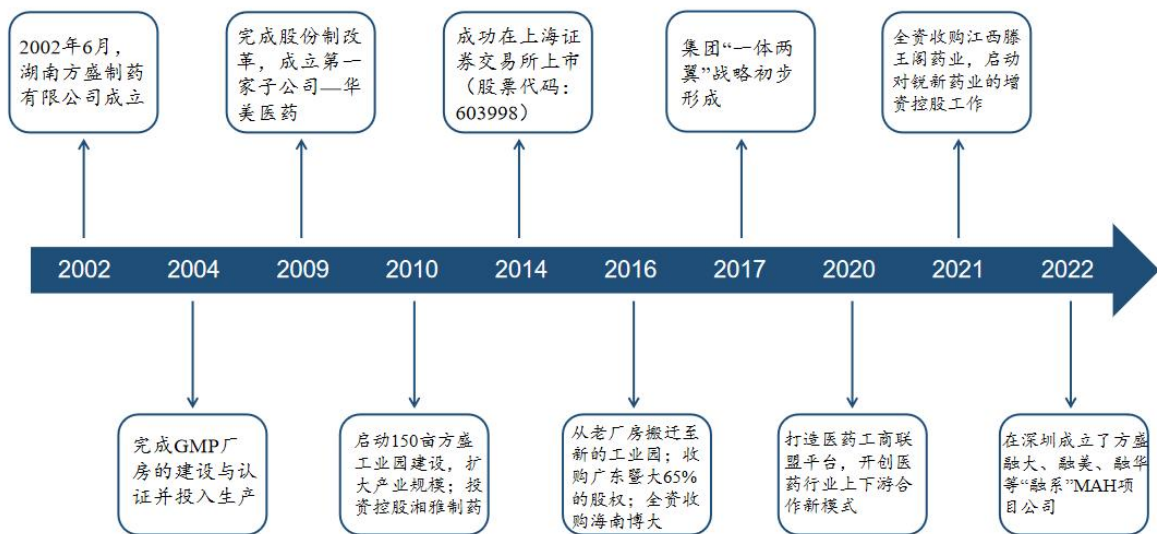 2002年6月，
湖南方盛制药
有限公司成立
完成股份制改
革，成立第一
家子公司—华
美医药
成功在上海证
券交易所上市
（股票代码：
603998）
集团“一体两
翼”战略初步
形成
全资收购江西滕
王阁药业，启动
对锐新药业的增
资控股工作
2002
2004
2009
2010
2014
2016
2017
2020
2021
2022
完成GMP厂
房的建设与认
证并投入生产
启动150亩方盛
工业园建设，扩
大产业规模；投
资控股湘雅制药
从老厂房搬迁至
新的工业园；收
购广东暨大65%
的股权；全资收
购海南博大
打造医药工商联
盟平台，开创医
药行业上下游合
作新模式
在深圳成立了方盛
融大、融美、融华
等“融系”MAH项
目公司